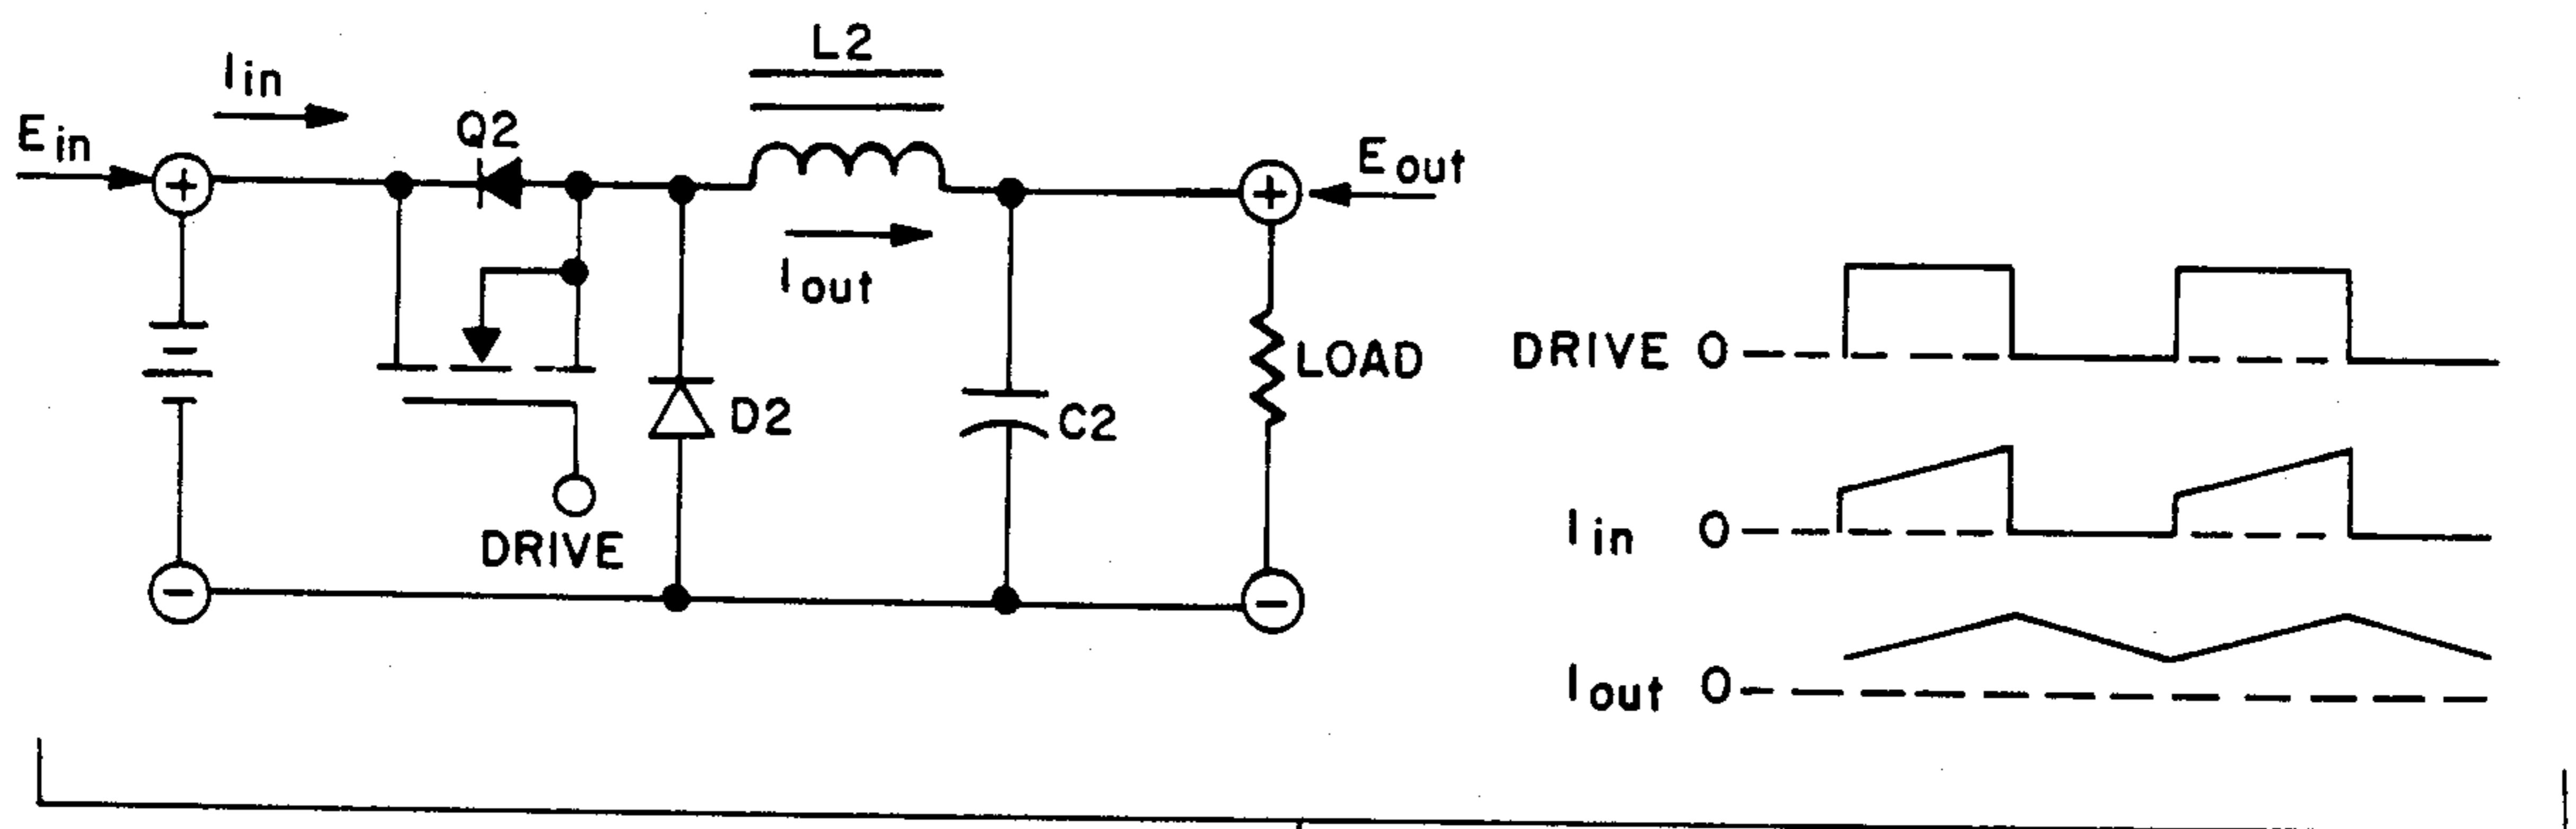 L2
Iin
Q2
Ein
+
+
Eout
Iout
LOAD
D2
C2
DRIVE
−
−
DRIVE 0
Iin 0
Iout 0